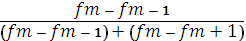 fm − fm − 1
(fm − fm − 1) + (fm − fm + 1)